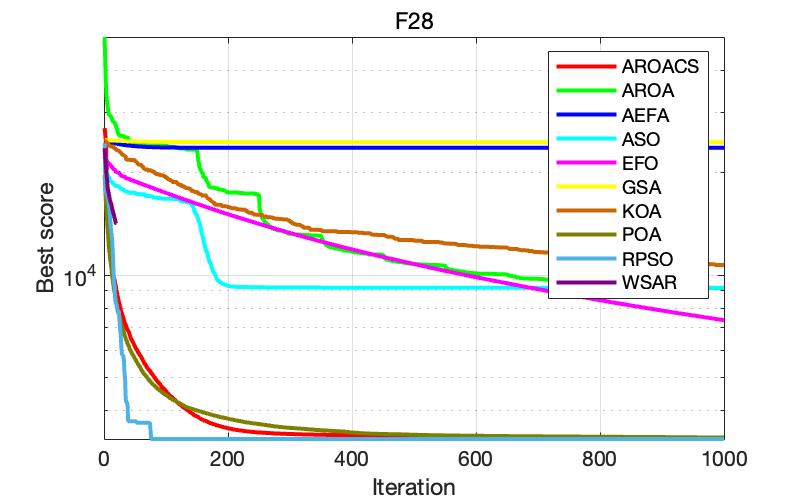 F28
AROACS
AROA
AEFA
ASO
EFO
GSA
KOA
POA
RPSO
WSAR
Best score
10^4
0 200 400 600 800 1000
Iteration